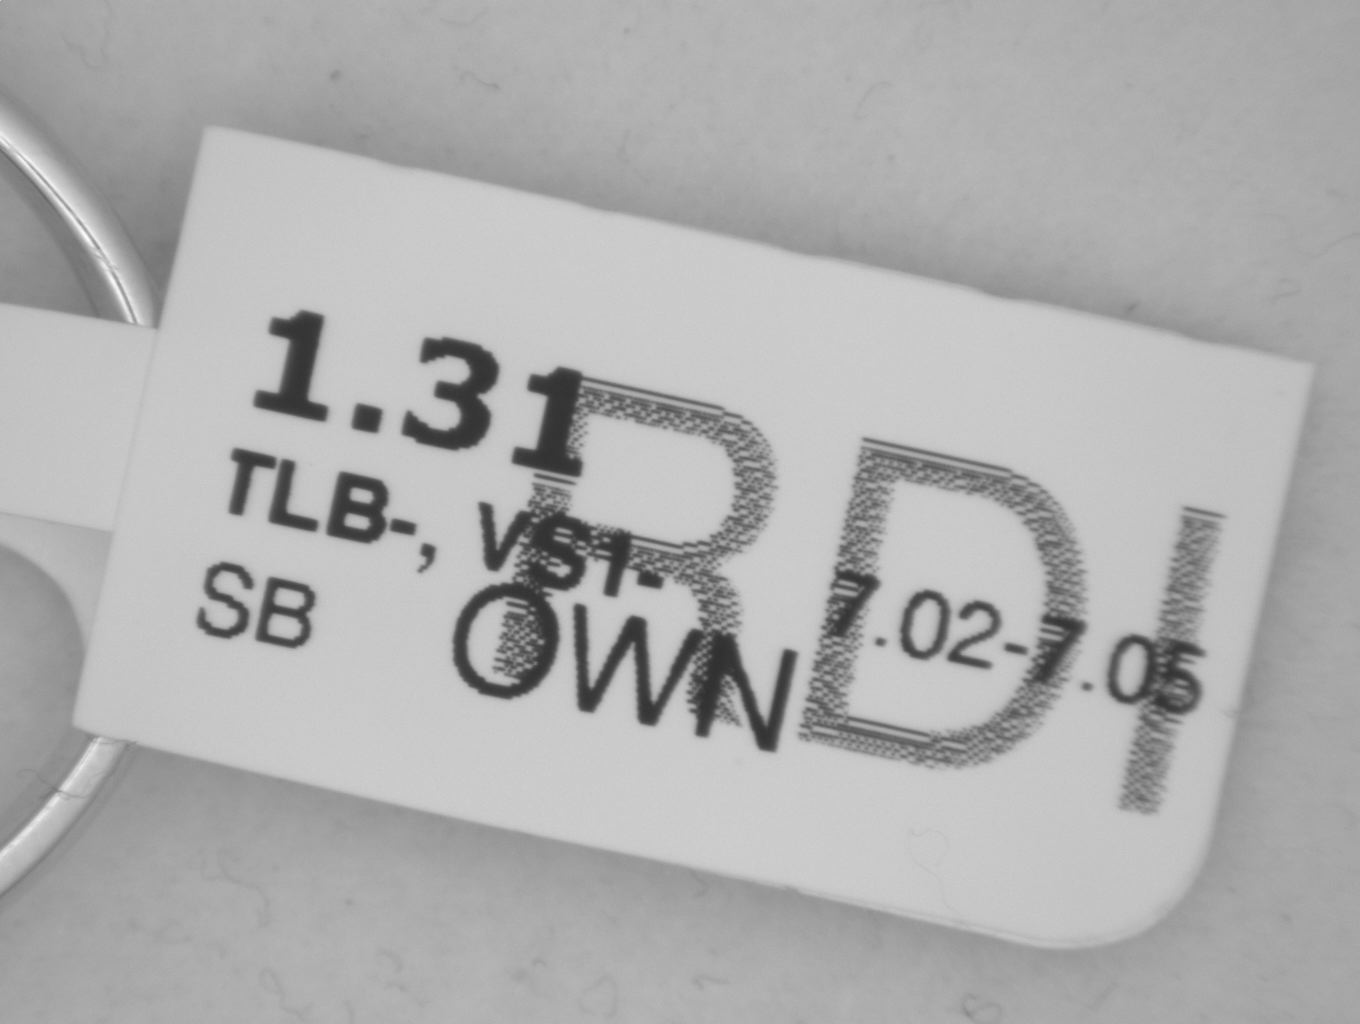 1.31
TLB-, VS1-
SB OWN 7.02-7.05
RDI